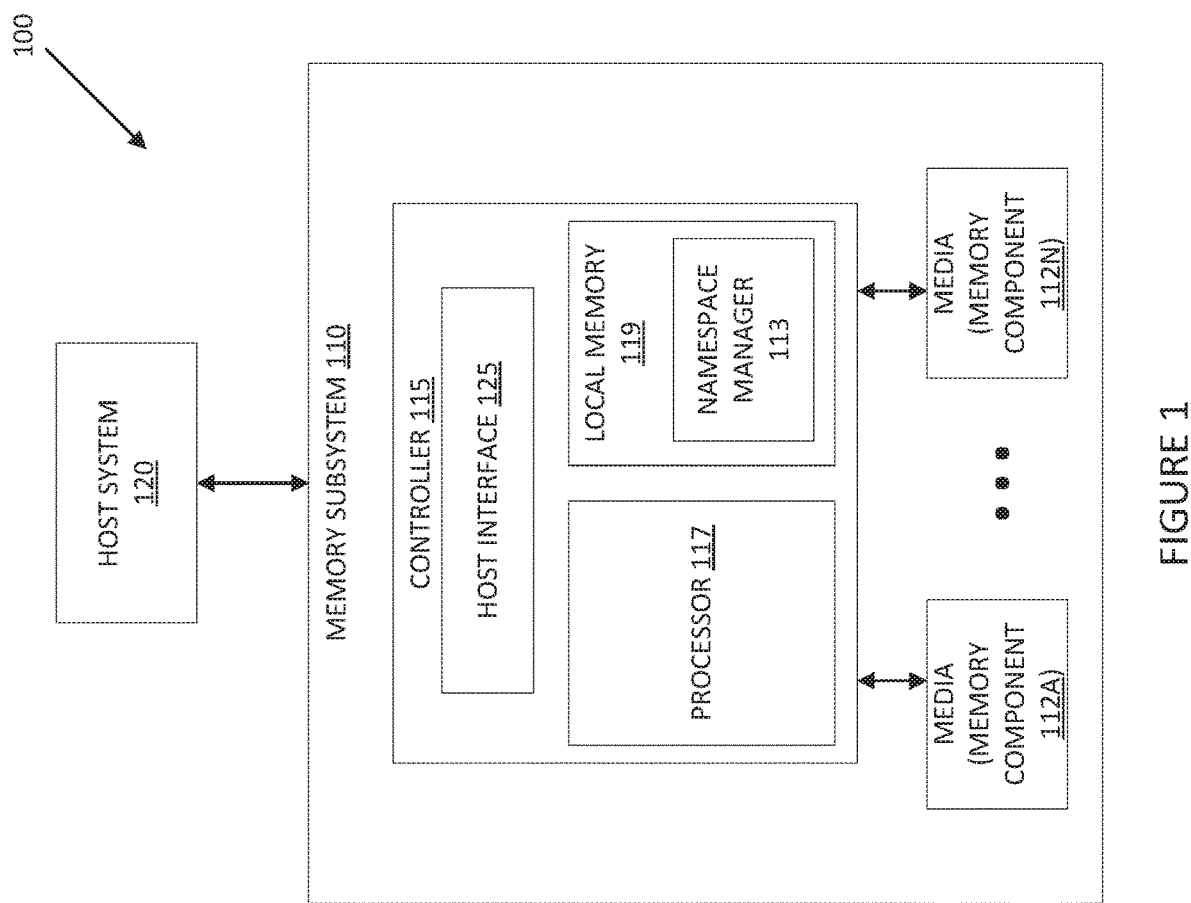 100
HOST SYSTEM
120
MEMORY SUBSYSTEM 110
CONTROLLER 115
HOST INTERFACE 125
PROCESSOR 117
LOCAL MEMORY
119
NAMESPACE
MANAGER
113
MEDIA
(MEMORY
COMPONENT
112A)
MEDIA
(MEMORY
COMPONENT
112N)
FIGURE 1